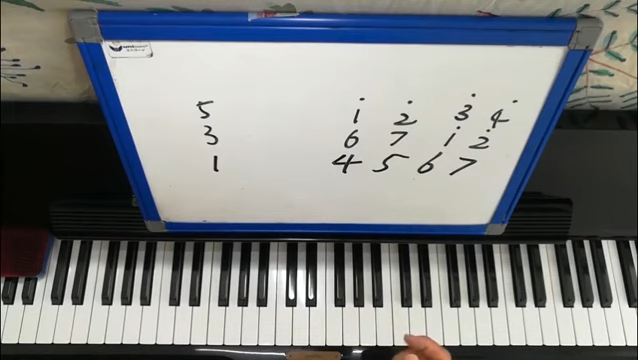 5 1̇ 2̇ 3̇ 4̇
3 6 7 1̇ 2̇
1 4 5 6 7